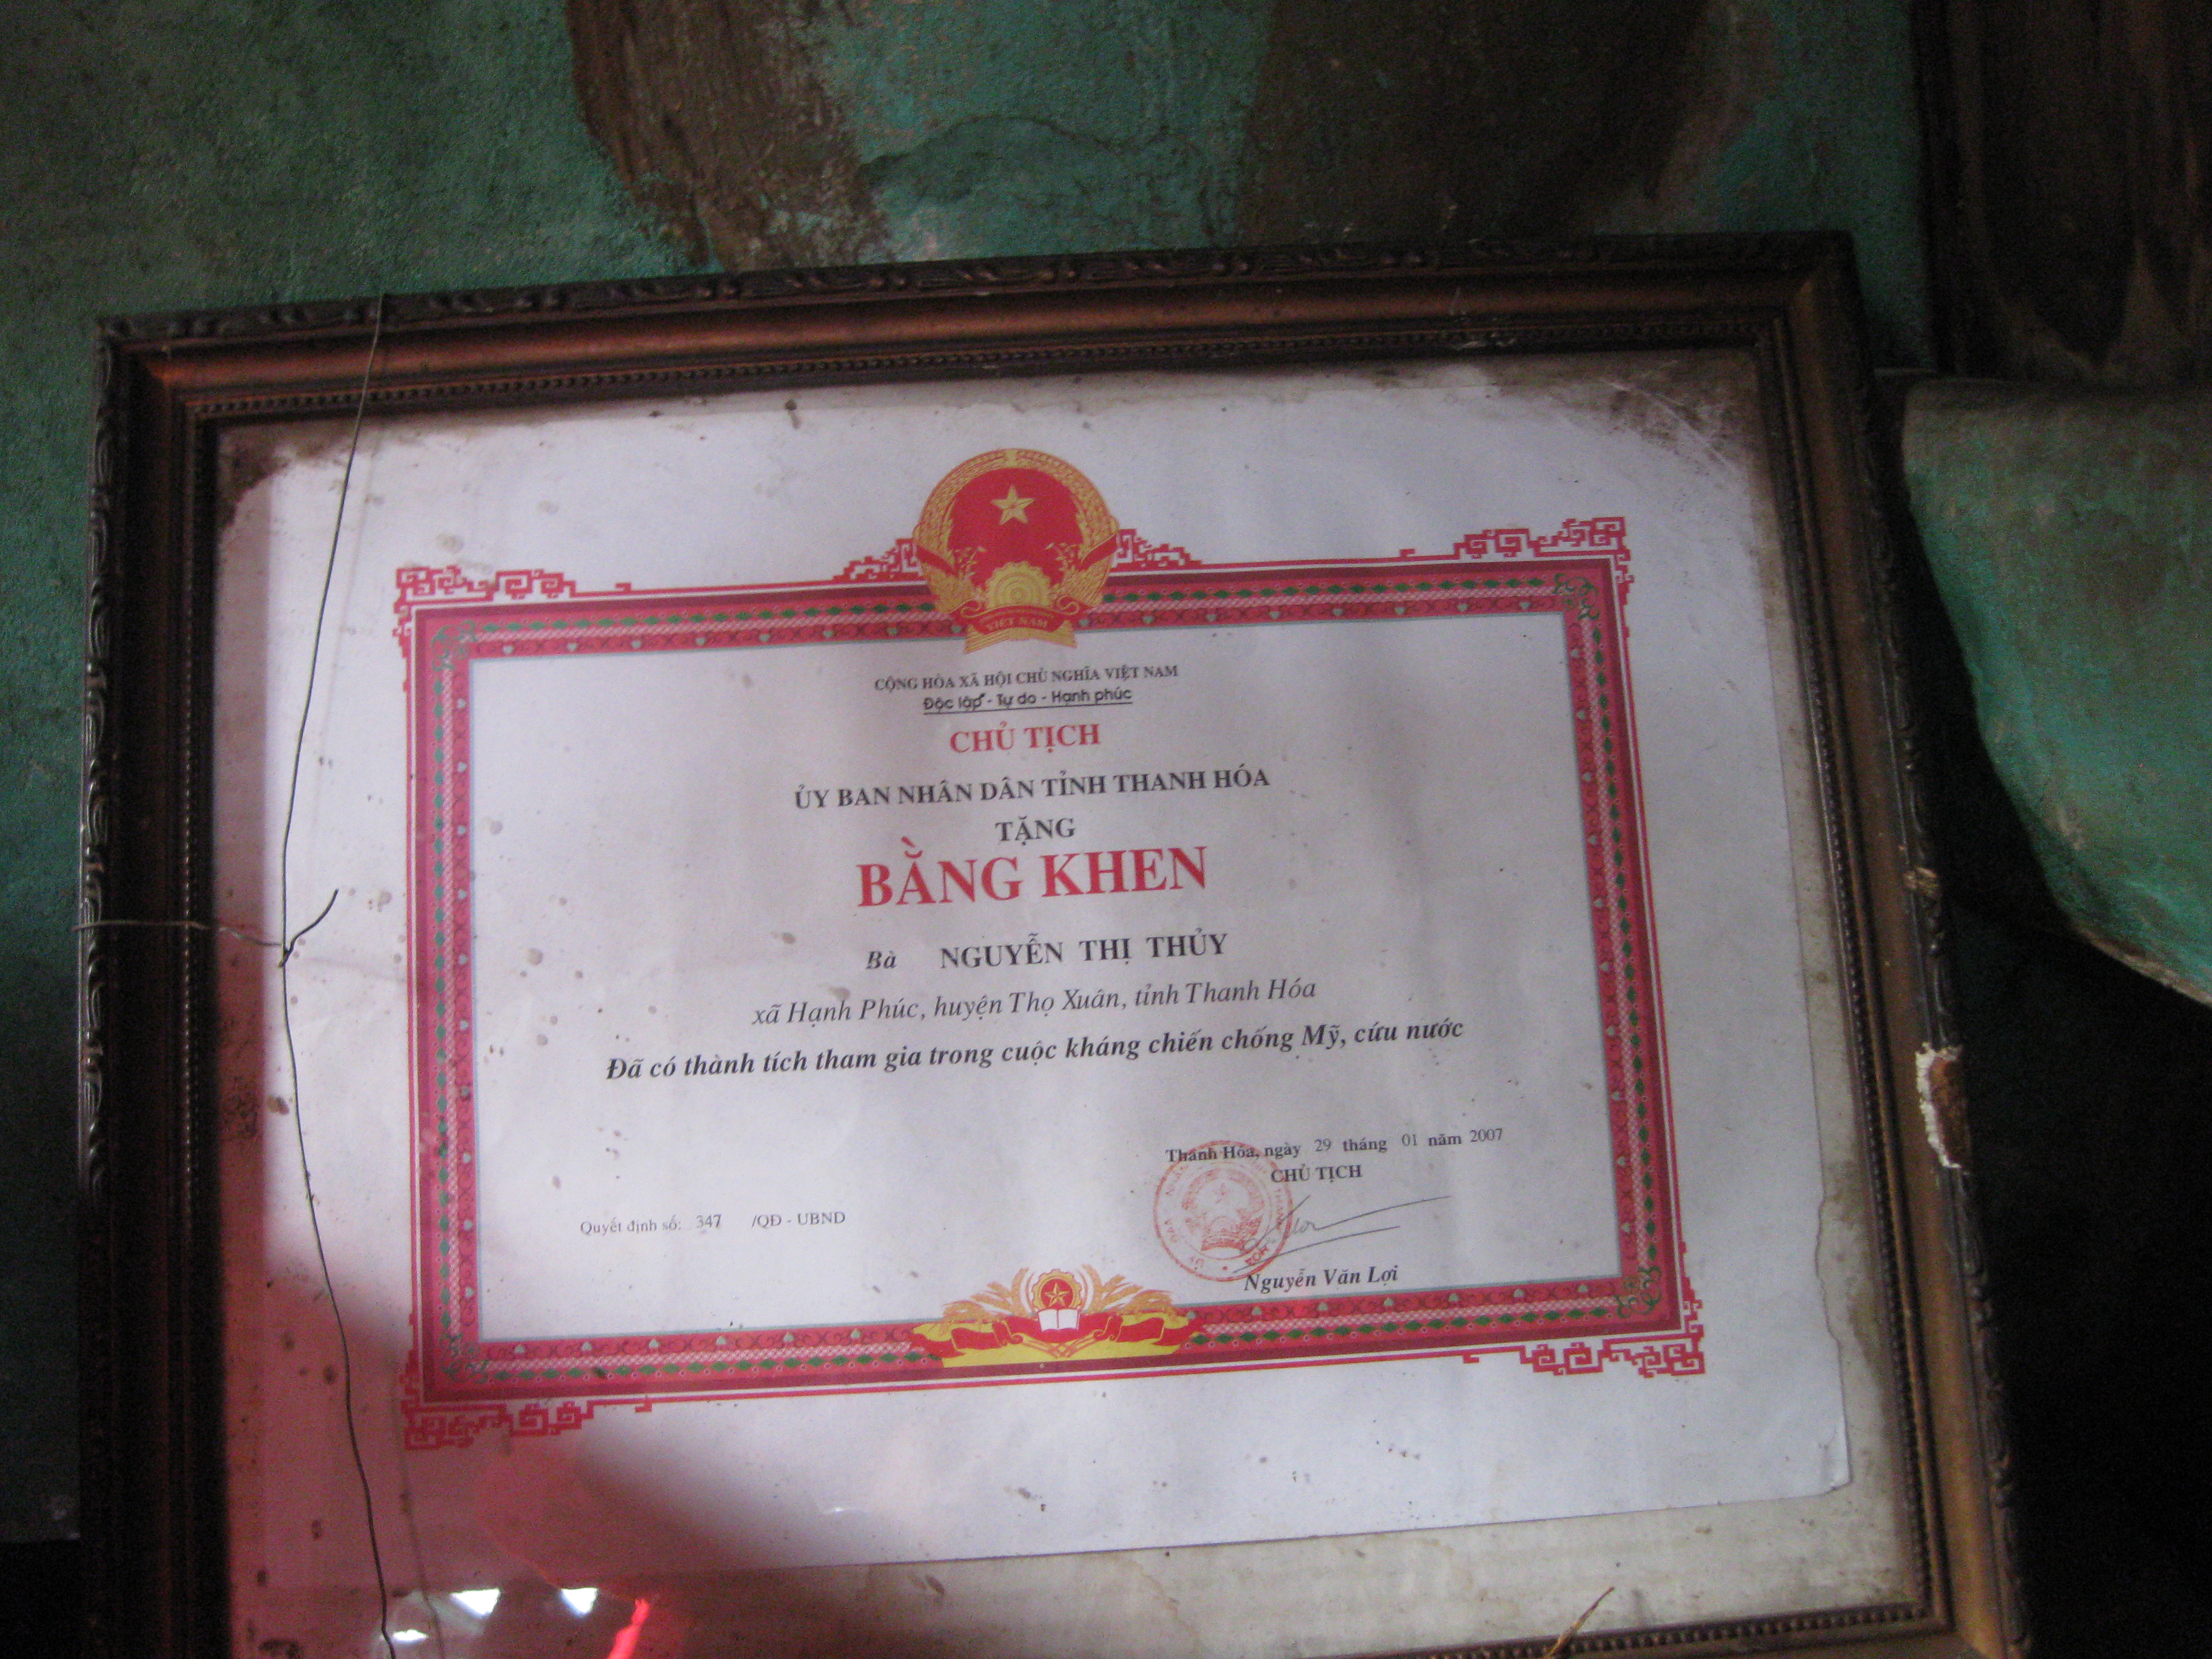 VIỆT NAM
CỘNG HÒA XÃ HỘI CHỦ NGHĨA VIỆT NAM
Độc lập - Tự do - Hạnh phúc
CHỦ TỊCH
ỦY BAN NHÂN DÂN TỈNH THANH HÓA
TẶNG
BẰNG KHEN
Bà NGUYỄN THỊ THỦY
xã Hạnh Phúc, huyện Thọ Xuân, tỉnh Thanh Hóa
Đã có thành tích tham gia trong cuộc kháng chiến chống Mỹ, cứu nước
Thanh Hóa, ngày 29 tháng 01 năm 2007
CHỦ TỊCH
Quyết định số: 347 /QĐ - UBND
Nguyễn Văn Lợi